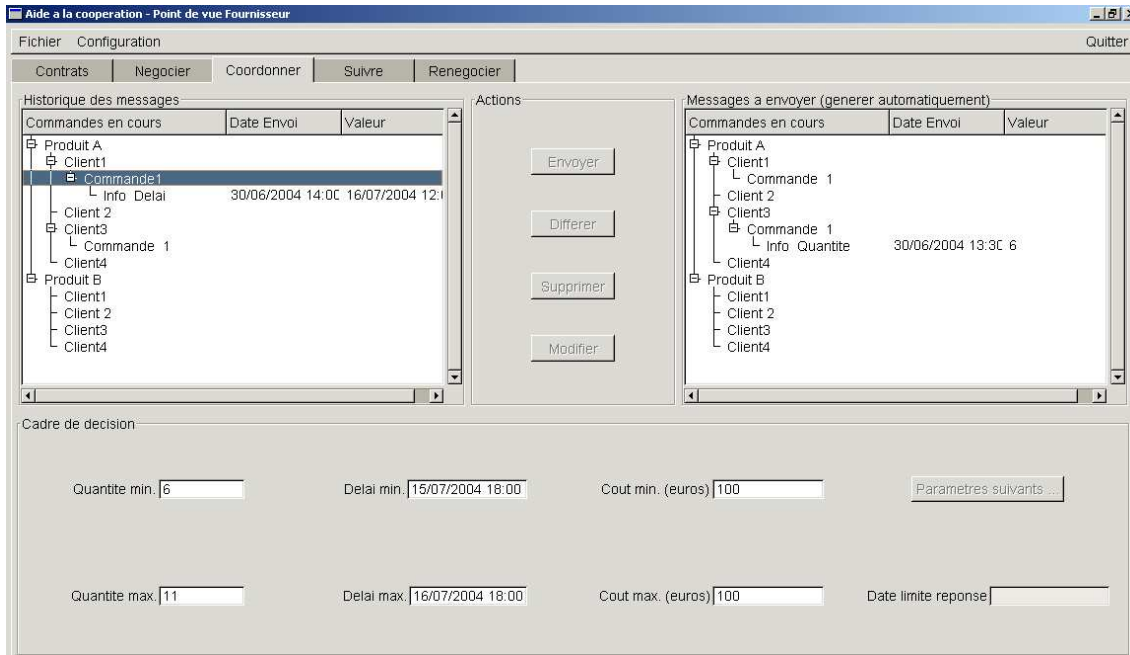 Aide a la cooperation - Point de vue Fournisseur
Fichier Configuration Quitter
Contrats Negocier Coordonner Suivre Renegocier
Historique des messages
Commandes en cours Date Envoi Valeur
Produit A
Client1
Commande1
Info Delai 30/06/2004 14:0 16/07/2004 12:
Client 2
Client3
Commande 1
Client4
Produit B
Client1
Client 2
Client3
Client4
Actions
Envoyer
Differer
Supprimer
Modifier
Messages a envoyer (generer automatiquement)
Commandes en cours Date Envoi Valeur
Produit A
Client1
Commande 1
Client 2
Client3
Commande 1
Info Quantite 30/06/2004 13:3 6
Client4
Produit B
Client1
Client 2
Client3
Client4
Cadre de decision
Quantite min. 6 Delai min. 15/07/2004 18:00 Cout min. (euros) 100 Parametres suivants ...
Quantite max. 11 Delai max. 16/07/2004 18:00 Cout max. (euros) 100 Date limite reponse